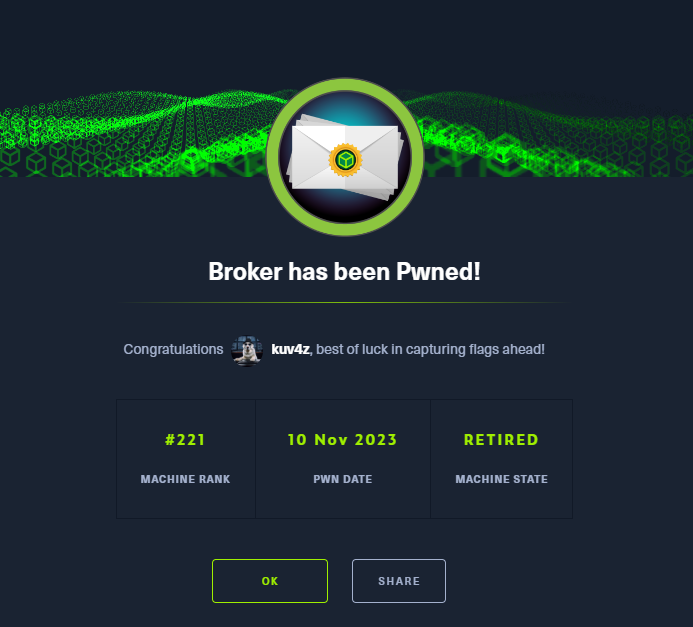 Broker has been Pwned!
Congratulations kuv4z, best of luck in capturing flags ahead!
#221 10 Nov 2023 RETIRED
MACHINE RANK PWN DATE MACHINE STATE
OK SHARE